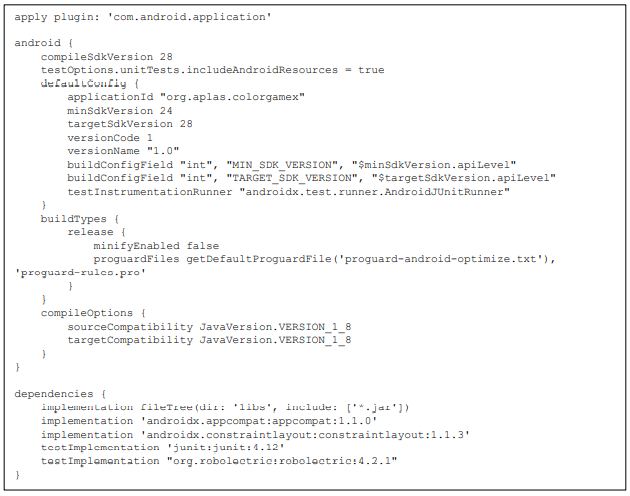 apply plugin: 'com.android.application'
android {
compileSdkVersion 28
testOptions.unitTests.includeAndroidResources = true
defaultConfig {
applicationId "org.aplas.colorgamex"
minSdkVersion 24
targetSdkVersion 28
versionCode 1
versionName "1.0"
buildConfigField "int", "MIN_SDK_VERSION", "$minSdkVersion.apiLevel"
buildConfigField "int", "TARGET_SDK_VERSION", "$targetSdkVersion.apiLevel"
testInstrumentationRunner "androidx.test.runner.AndroidJUnitRunner"
}
buildTypes {
release {
minifyEnabled false
proguardFiles getDefaultProguardFile('proguard-android-optimize.txt'),
'proguard-rules.pro'
}
}
compileOptions {
sourceCompatibility JavaVersion.VERSION_1_8
targetCompatibility JavaVersion.VERSION_1_8
}
}
dependencies {
implementation fileTree(dir: 'libs', include: ['*.jar'])
implementation 'androidx.appcompat:appcompat:1.1.0'
implementation 'androidx.constraintlayout:constraintlayout:1.1.3'
testImplementation 'junit:junit:4.12'
testImplementation "org.robolectric:robolectric:4.2.1"
}